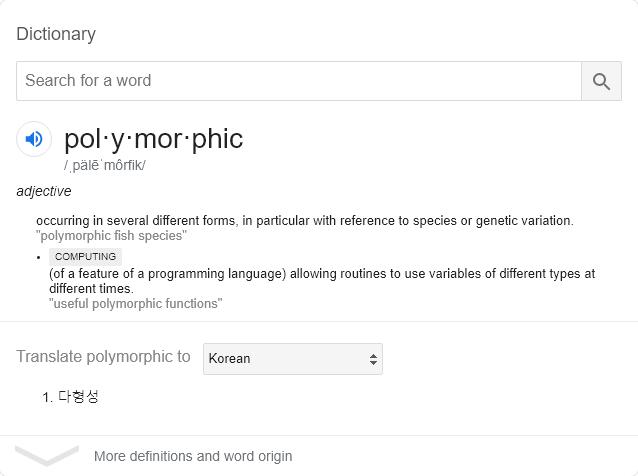 Dictionary
Search for a word
pol·y·mor·phic
/ˌpälēˈmôrfik/
adjective
occurring in several different forms, in particular with reference to species or genetic variation.
"polymorphic fish species"
• COMPUTING
(of a feature of a programming language) allowing routines to use variables of different types at
different times.
"useful polymorphic functions"
Translate polymorphic to Korean
1. 다형성
More definitions and word origin